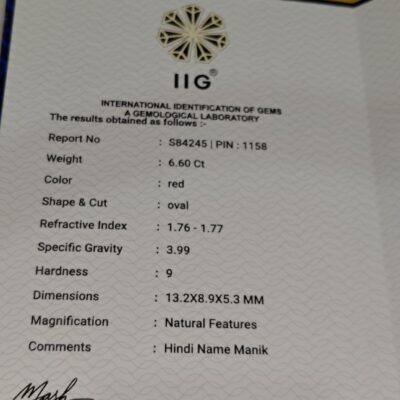 IIG®
INTERNATIONAL IDENTIFICATION OF GEMS
A GEMOLOGICAL LABORATORY
The results obtained as follows :-
Report No : S84245 | PIN : 1158
Weight : 6.60 Ct
Color : red
Shape & Cut : oval
Refractive Index : 1.76 - 1.77
Specific Gravity : 3.99
Hardness : 9
Dimensions : 13.2X8.9X5.3 MM
Magnification : Natural Features
Comments : Hindi Name Manik